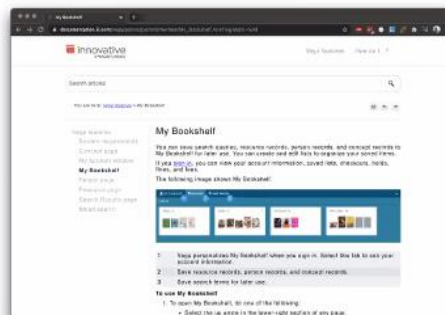 My Bookshelf
innovative
Vega features
How do I
Search articles
You are here:
> My Bookshelf
Vega features
System requirements
Concept page
My Account window
My Bookshelf
Person page
Resource page
Search Results page
Smart search
My Bookshelf
You can save search queries, resource records, person records, and concept records to
My Bookshelf for later use. You can create and edit lists to organize your saved items.
If you sign in, you can view your account information, saved lists, checkouts, holds,
fines, and fees.
The following image shows My Bookshelf.
1 Vega personalizes My Bookshelf when you sign in. Select this tab to see your
account information.
2 Save resource records, person records, and concept records.
3 Save search terms for later use.
To use My Bookshelf
1. To open My Bookshelf, do one of the following:
• Select the up arrow in the lower-right section of any page.